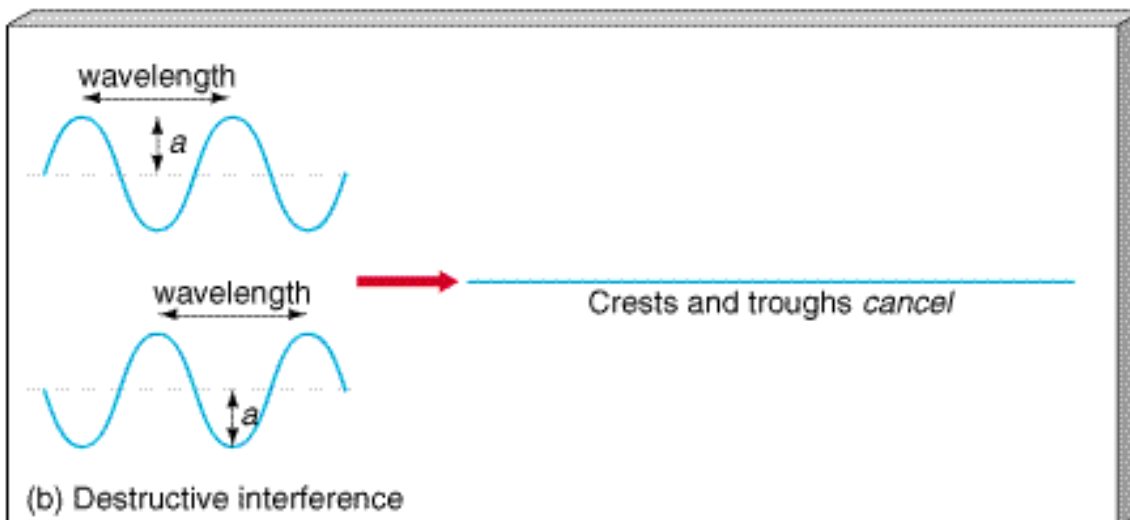 wavelength
a
wavelength
a
Crests and troughs cancel
(b) Destructive interference